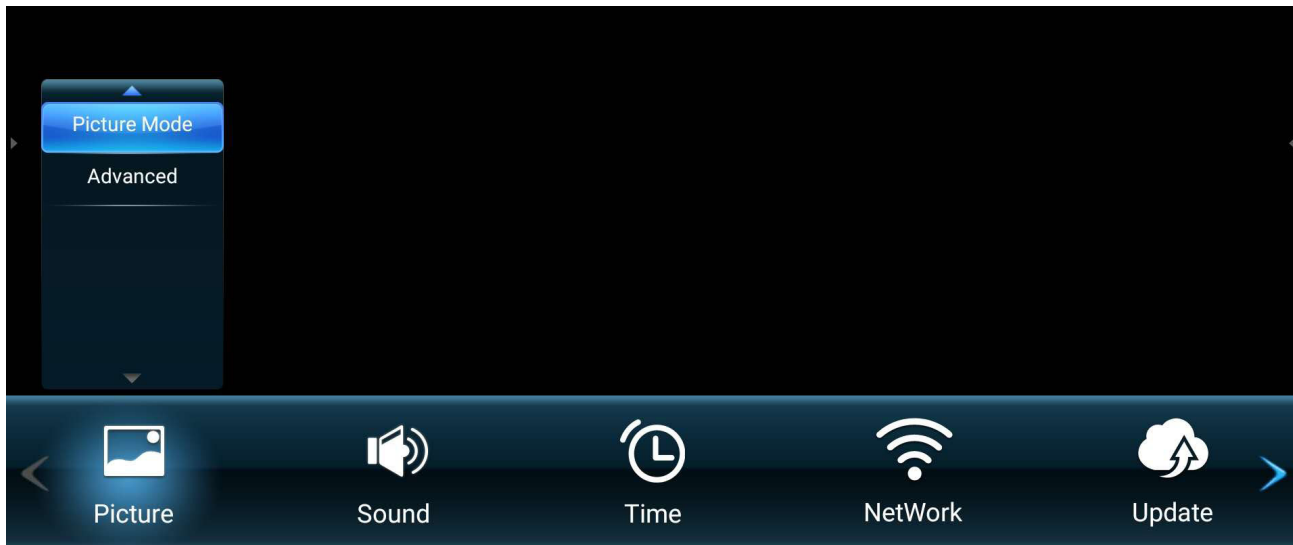 Picture Mode
Advanced
Picture
Sound
Time
NetWork
Update